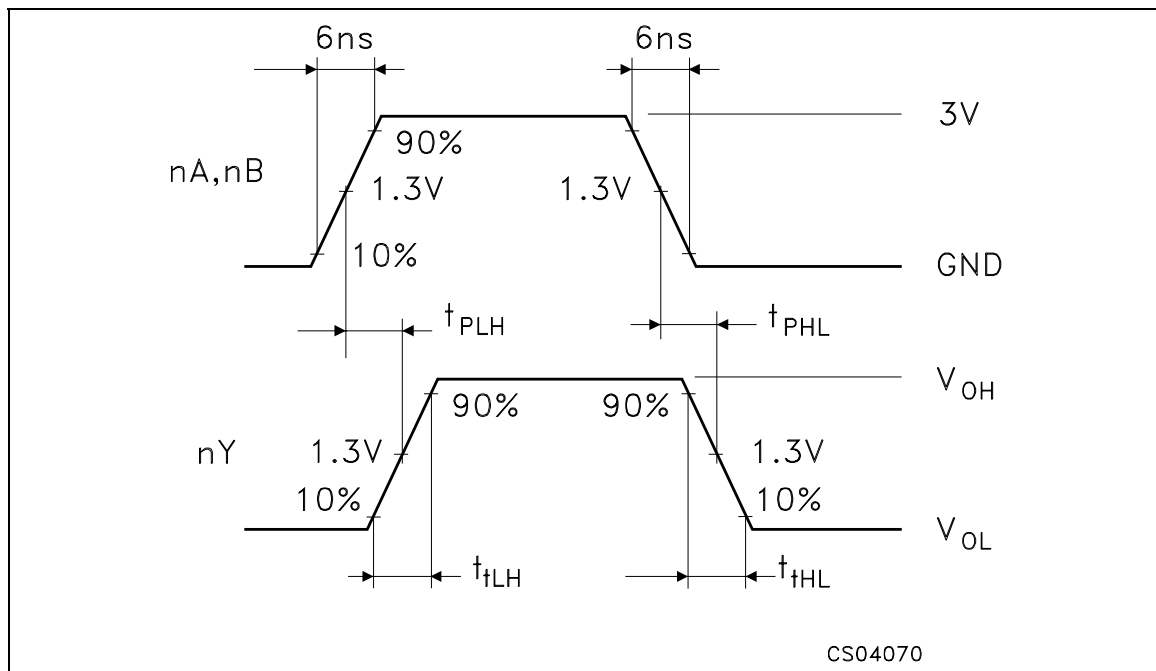 6ns 6ns
3V
90%
nA,nB
1.3V 1.3V
10%
GND
tPLH tPHL
VOH
90% 90%
nY 1.3V 1.3V
10% 10%
VOL
ttLH ttHL
CS04070